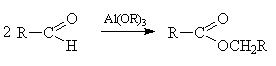 2 R—C O H Al(OR)3 R—C O OCH2R